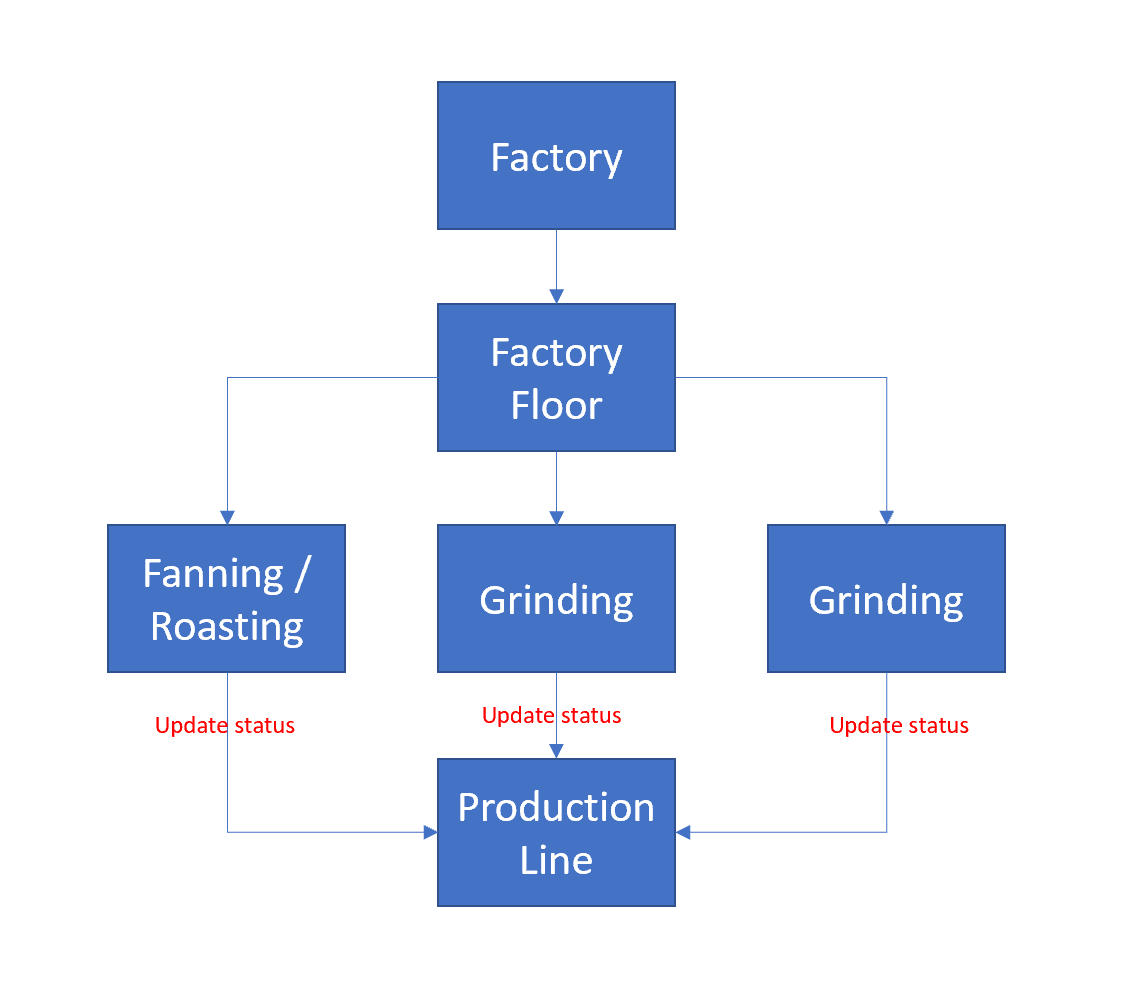 Factory
Factory
Floor
Fanning /
Roasting
Grinding
Grinding
Update status
Update status
Update status
Production
Line